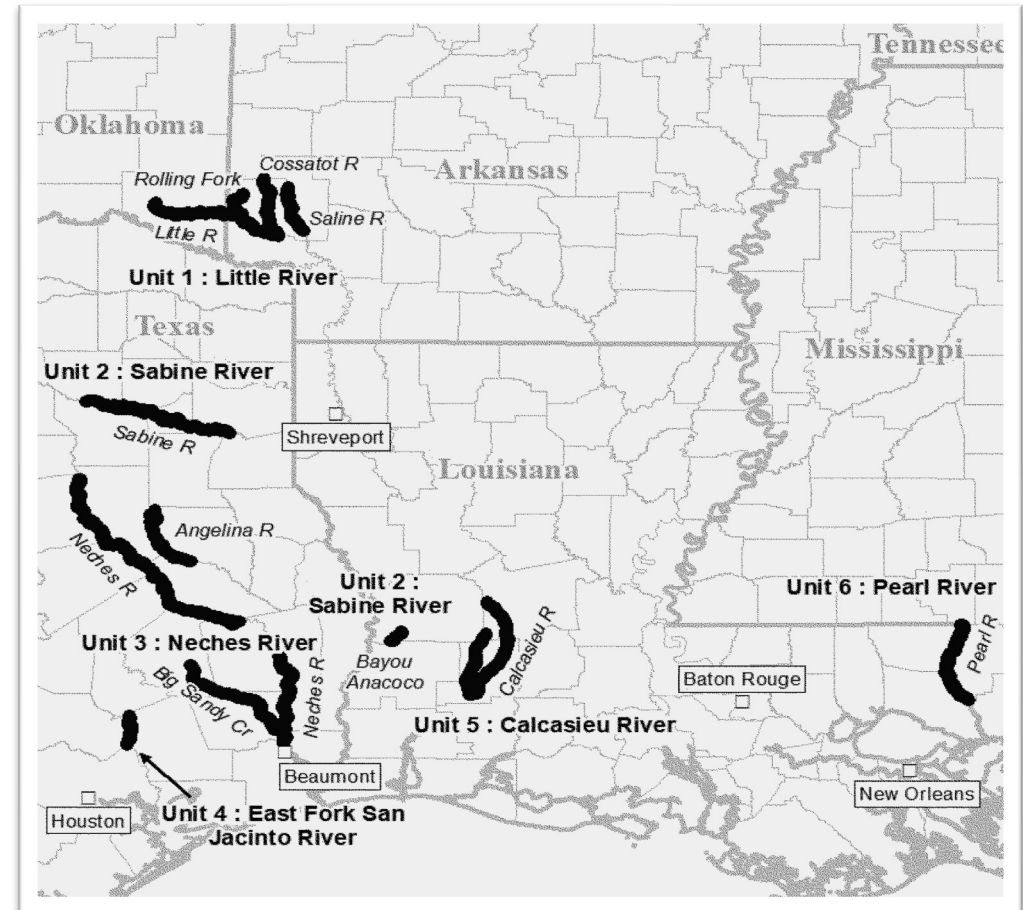 Tennessee
Oklahoma
Arkansas
Cossatot R
Rolling Fork
Saline R
Little R
Unit 1 : Little River
Texas
Mississippi
Unit 2 : Sabine River
Sabine R
Shreveport
Louisiana
Angelina R
Neches R
Unit 2 :
Sabine River
Unit 6 : Pearl River
Calcasieu R
Pearl R
Unit 3 : Neches River
Bayou
Anacoco
Big Sandy Cr
Neches R
Baton Rouge
Unit 5 : Calcasieu River
Beaumont
New Orleans
Houston
Unit 4 : East Fork San
Jacinto River